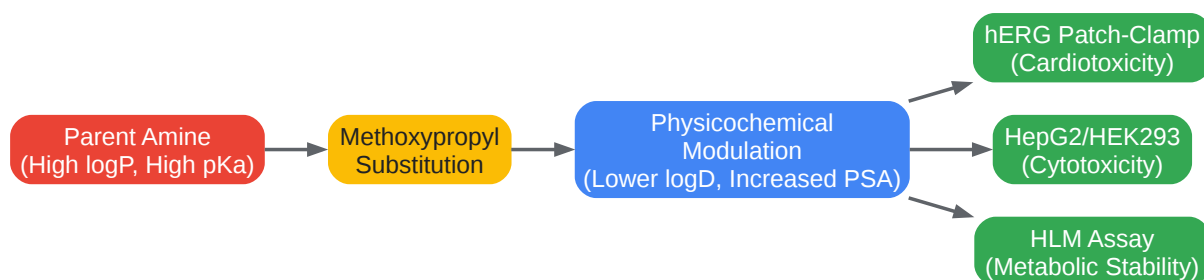 Parent Amine
(High logP, High pKa)
Methoxypropyl
Substitution
Physicochemical
Modulation
(Lower logD, Increased PSA)
hERG Patch-Clamp
(Cardiotoxicity)
HepG2/HEK293
(Cytotoxicity)
HLM Assay
(Metabolic Stability)